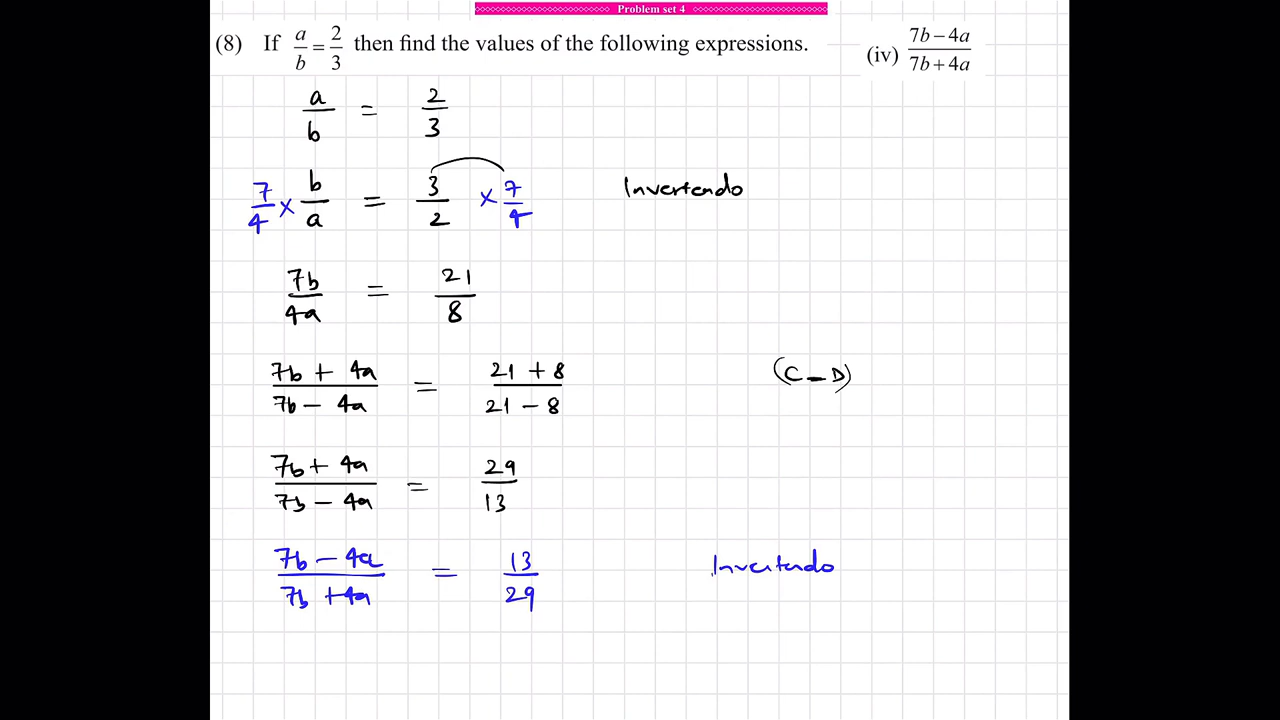 Problem set 4
(8) If a/b = 2/3 then find the values of the following expressions. (iv) 7b – 4a / 7b + 4a
a/b = 2/3
7/4 × b/a = 3/2 × 7/4 Invertendo
7b/4a = 21/8
7b + 4a / 7b – 4a = 21 + 8 / 21 – 8 (C – D)
7b + 4a / 7b – 4a = 29/13
7b – 4a / 7b + 4a = 13/29 Invertendo